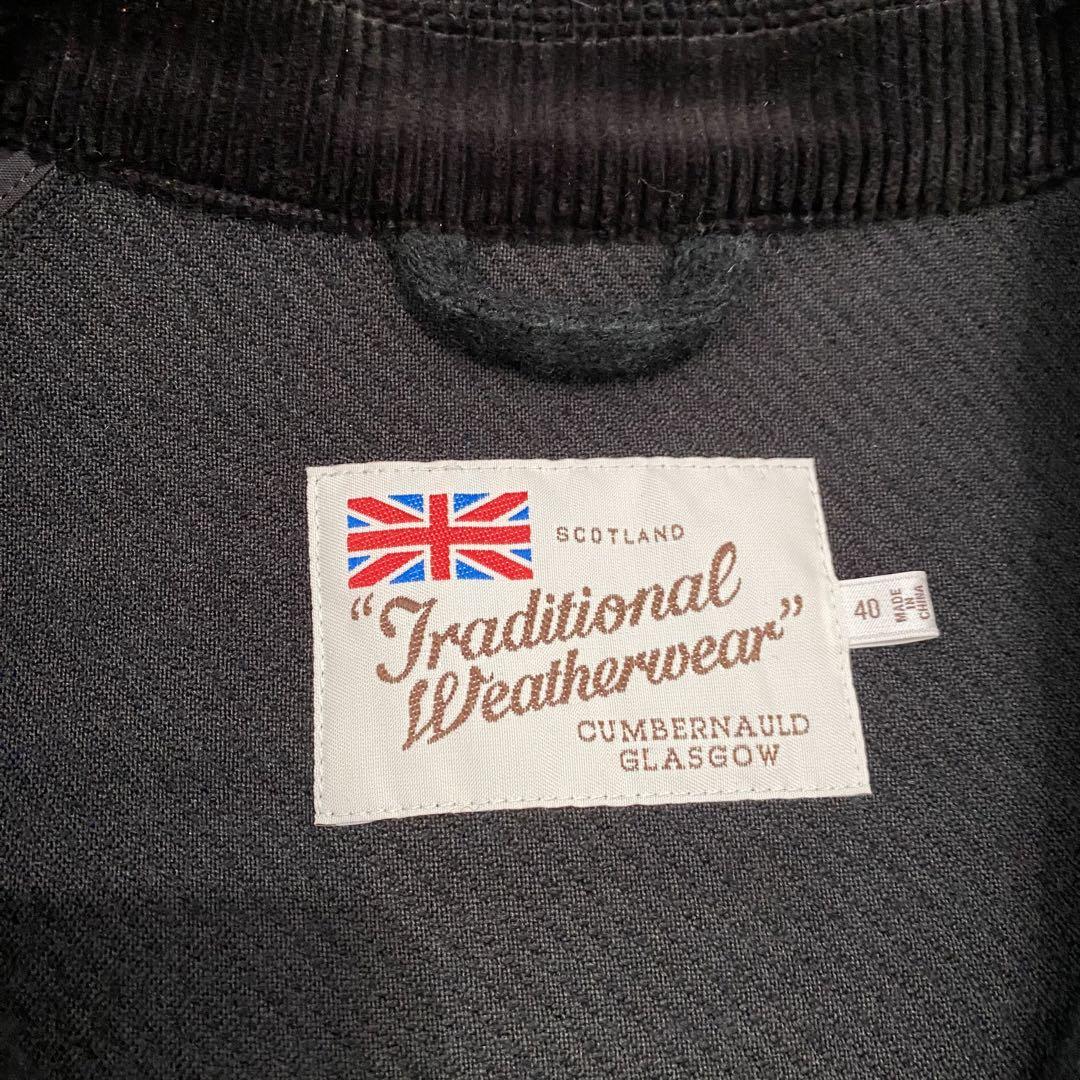 SCOTLAND
"Traditional
Weatherwear"
CUMBERNAULD
GLASGOW
40
MADE
IN
CHINA